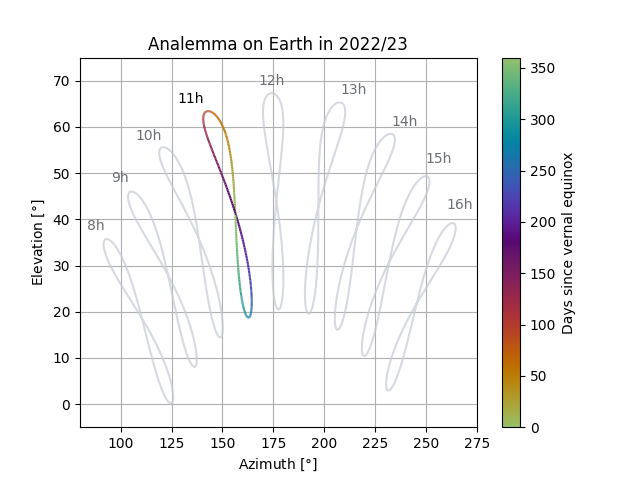 Analemma on Earth in 2022/23
8h
9h
10h
11h
12h
13h
14h
15h
16h
Elevation [°]
70
60
50
40
30
20
10
0
100
125
150
175
200
225
250
275
Azimuth [°]
350
300
250
200
150
100
50
0
Days since vernal equinox